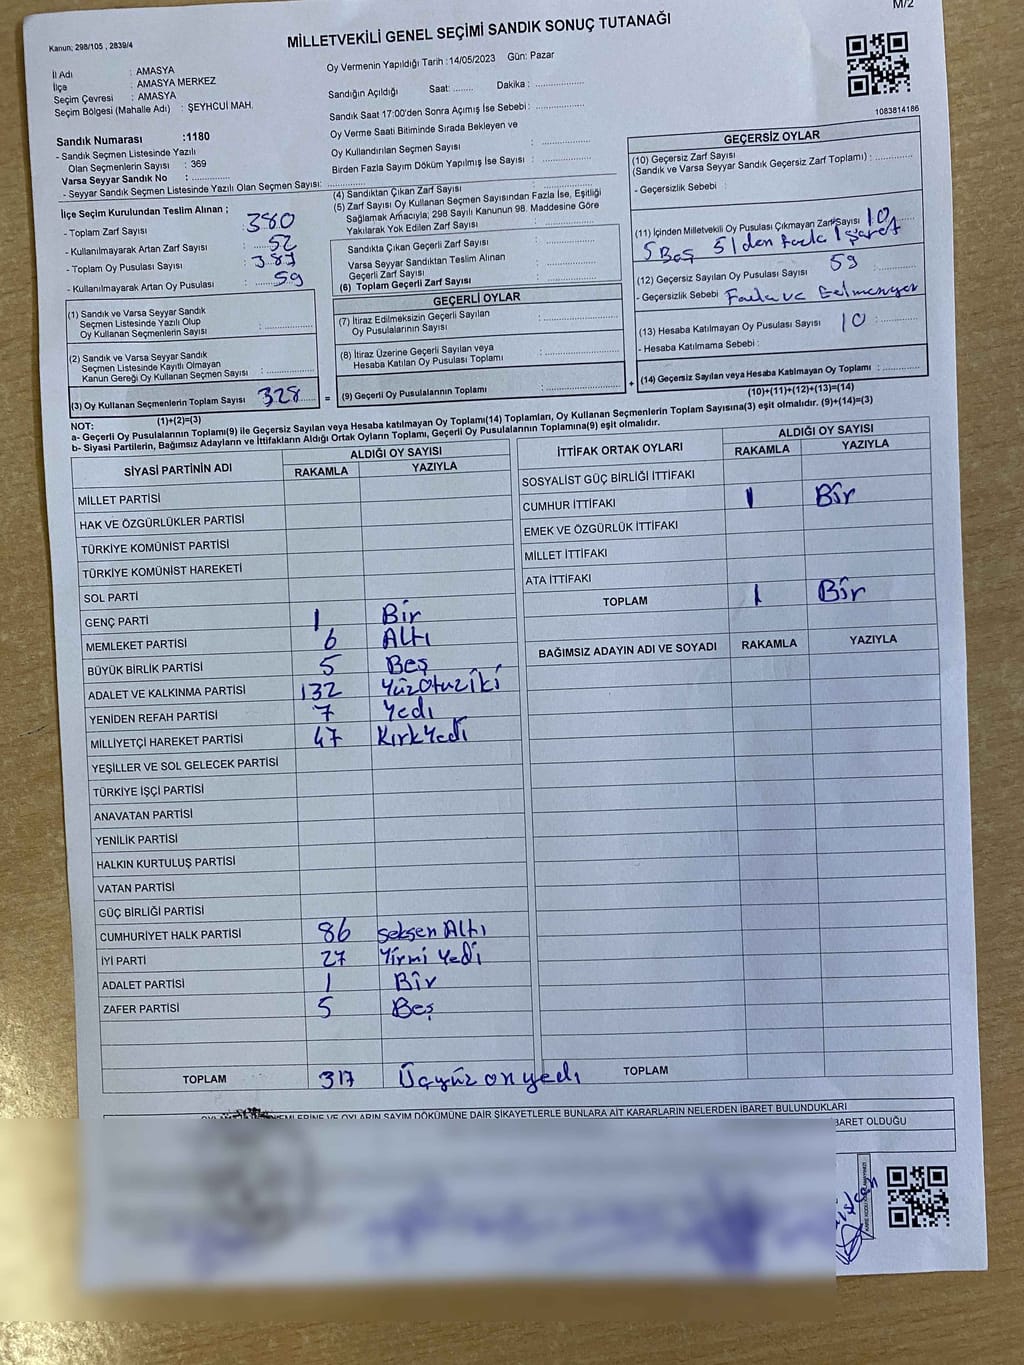 M/2
Kanun; 298/105 , 2839/4
MİLLETVEKİLİ GENEL SEÇİMİ SANDIK SONUÇ TUTANAĞI
İl Adı : AMASYA
İlçe : AMASYA MERKEZ
Seçim Çevresi : AMASYA
Seçim Bölgesi (Mahalle Adı) : ŞEYHCUİ MAH.
Sandık Numarası :1180
- Sandık Seçmen Listesinde Yazılı
Olan Seçmenlerin Sayısı : 369
Varsa Seyyar Sandık No : ..............
- Seyyar Sandık Seçmen Listesinde Yazılı Olan Seçmen Sayısı: ..............
Oy Vermenin Yapıldığı Tarih :14/05/2023 Gün: Pazar
Sandığın Açıldığı Saat: ....... Dakika : ..............
Sandık Saat 17:00'den Sonra Açımış İse Sebebi: ..............
Oy Verme Saati Bitiminde Sırada Bekleyen ve
Oy Kullandırılan Seçmen Sayısı : ..............
Birden Fazla Sayım Döküm Yapılmış İse Sayısı : ..............
1083814186
İlçe Seçim Kurulundan Teslim Alınan ;
- Toplam Zarf Sayısı : 380
- Kullanılmayarak Artan Zarf Sayısı : 52
- Toplam Oy Pusulası Sayısı : 387
- Kullanılmayarak Artan Oy Pusulası : 59
(1) Sandık ve Varsa Seyyar Sandık
Seçmen Listesinde Yazılı Olup
Oy Kullanan Seçmenlerin Sayısı : ..............
(2) Sandık ve Varsa Seyyar Sandık
Seçmen Listesinde Kayıtlı Olmayan
Kanun Gereği Oy Kullanan Seçmen Sayısı : ..............
(3) Oy Kullanan Seçmenlerin Toplam Sayısı : 328
(1)+(2)=(3)
(4) Sandıktan Çıkan Zarf Sayısı : ..............
(5) Zarf Sayısı Oy Kullanan Seçmen Sayısından Fazla İse, Eşitliği
Sağlamak Amacıyla; 298 Sayılı Kanunun 98. Maddesine Göre
Yakılarak Yok Edilen Zarf Sayısı : ..............
Sandıkta Çıkan Geçerli Zarf Sayısı : ..............
Varsa Seyyar Sandıktan Teslim Alınan
Geçerli Zarf Sayısı : ..............
(6) Toplam Geçerli Zarf Sayısı : ..............
GEÇERLİ OYLAR
(7) İtiraz Edilmeksizin Geçerli Sayılan
Oy Pusulalarının Sayısı : ..............
(8) İtiraz Üzerine Geçerli Sayılan veya
Hesaba Katılan Oy Pusulası Toplamı : ..............
= (9) Geçerli Oy Pusulalarının Toplamı : ..............
GEÇERSİZ OYLAR
(10) Geçersiz Zarf Sayısı
(Sandık ve Varsa Seyyar Sandık Geçersiz Zarf Toplamı) : ..............
- Geçersizlik Sebebi :
(11) İçinden Milletvekili Oy Pusulası Çıkmayan Zarf Sayısı 10
5 Boş 5 1 den fazla işaret
(12) Geçersiz Sayılan Oy Pusulası Sayısı : 59
- Geçersizlik Sebebi Fazla ve Gelmeyen
(13) Hesaba Katılmayan Oy Pusulası Sayısı 10 : ..............
- Hesaba Katılmama Sebebi :
+ (14) Geçersiz Sayılan veya Hesaba Katılmayan Oy Toplamı : ..............
(10)+(11)+(12)+(13)=(14)
NOT:
a- Geçerli Oy Pusulalarının Toplamı(9) ile Geçersiz Sayılan veya Hesaba katılmayan Oy Toplamı(14) Toplamları, Oy Kullanan Seçmenlerin Toplam Sayısına(3) eşit olmalıdır. (9)+(14)=(3)
b- Siyasi Partilerin, Bağımsız Adayların ve İttifakların Aldığı Ortak Oyların Toplamı, Geçerli Oy Pusulalarının Toplamına(9) eşit olmalıdır.
SİYASİ PARTİNİN ADI ALDIĞI OY SAYISI
RAKAMLA YAZIYLA
MİLLET PARTİSİ
HAK VE ÖZGÜRLÜKLER PARTİSİ
TÜRKİYE KOMÜNİST PARTİSİ
TÜRKİYE KOMÜNİST HAREKETİ
SOL PARTİ
GENÇ PARTİ 1 Bir
MEMLEKET PARTİSİ 6 Altı
BÜYÜK BİRLİK PARTİSİ 5 Beş
ADALET VE KALKINMA PARTİSİ 132 Yüzotuziki
YENİDEN REFAH PARTİSİ 7 Yedi
MİLLİYETÇİ HAREKET PARTİSİ 47 Kırkyedi
YEŞİLLER VE SOL GELECEK PARTİSİ
TÜRKİYE İŞÇİ PARTİSİ
ANAVATAN PARTİSİ
YENİLİK PARTİSİ
HALKIN KURTULUŞ PARTİSİ
VATAN PARTİSİ
GÜÇ BİRLİĞİ PARTİSİ
CUMHURİYET HALK PARTİSİ 86 Seksen Altı
İYİ PARTİ 27 Yirmi Yedi
ADALET PARTİSİ 1 Bir
ZAFER PARTİSİ 5 Beş
TOPLAM 317 Üçyüz on yedi
İTTİFAK ORTAK OYLARI ALDIĞI OY SAYISI
RAKAMLA YAZIYLA
SOSYALİST GÜÇ BİRLİĞİ İTTİFAKI
CUMHUR İTTİFAKI 1 Bir
EMEK VE ÖZGÜRLÜK İTTİFAKI
MİLLET İTTİFAKI
ATA İTTİFAKI
TOPLAM 1 Bir
BAĞIMSIZ ADAYIN ADI VE SOYADI RAKAMLA YAZIYLA
TOPLAM
OYLARIN SAYIM DÖKÜMÜNE DAİR ŞİKAYETLERLE BUNLARA AİT KARARLARIN NELERDEN İBARET BULUNDUKLARI
İBARET OLDUĞU